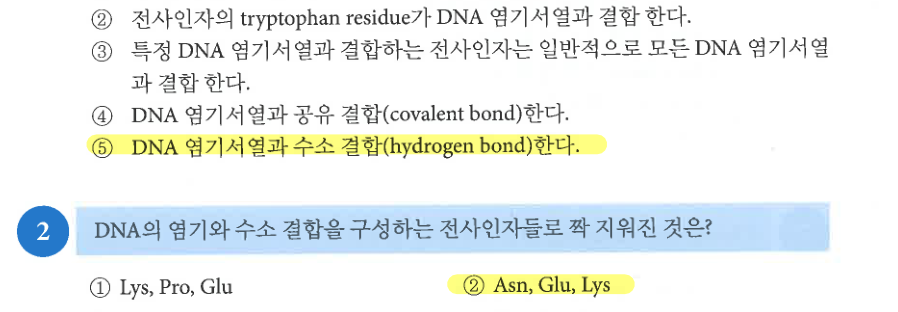 ② 전사인자의 tryptophan residue가 DNA 염기서열과 결합 한다.
③ 특정 DNA 염기서열과 결합하는 전사인자는 일반적으로 모든 DNA 염기서열
과 결합 한다.
④ DNA 염기서열과 공유 결합(covalent bond)한다.
⑤ DNA 염기서열과 수소 결합(hydrogen bond)한다.
2 DNA의 염기와 수소 결합을 구성하는 전사인자들로 짝 지워진 것은?
① Lys, Pro, Glu ② Asn, Glu, Lys